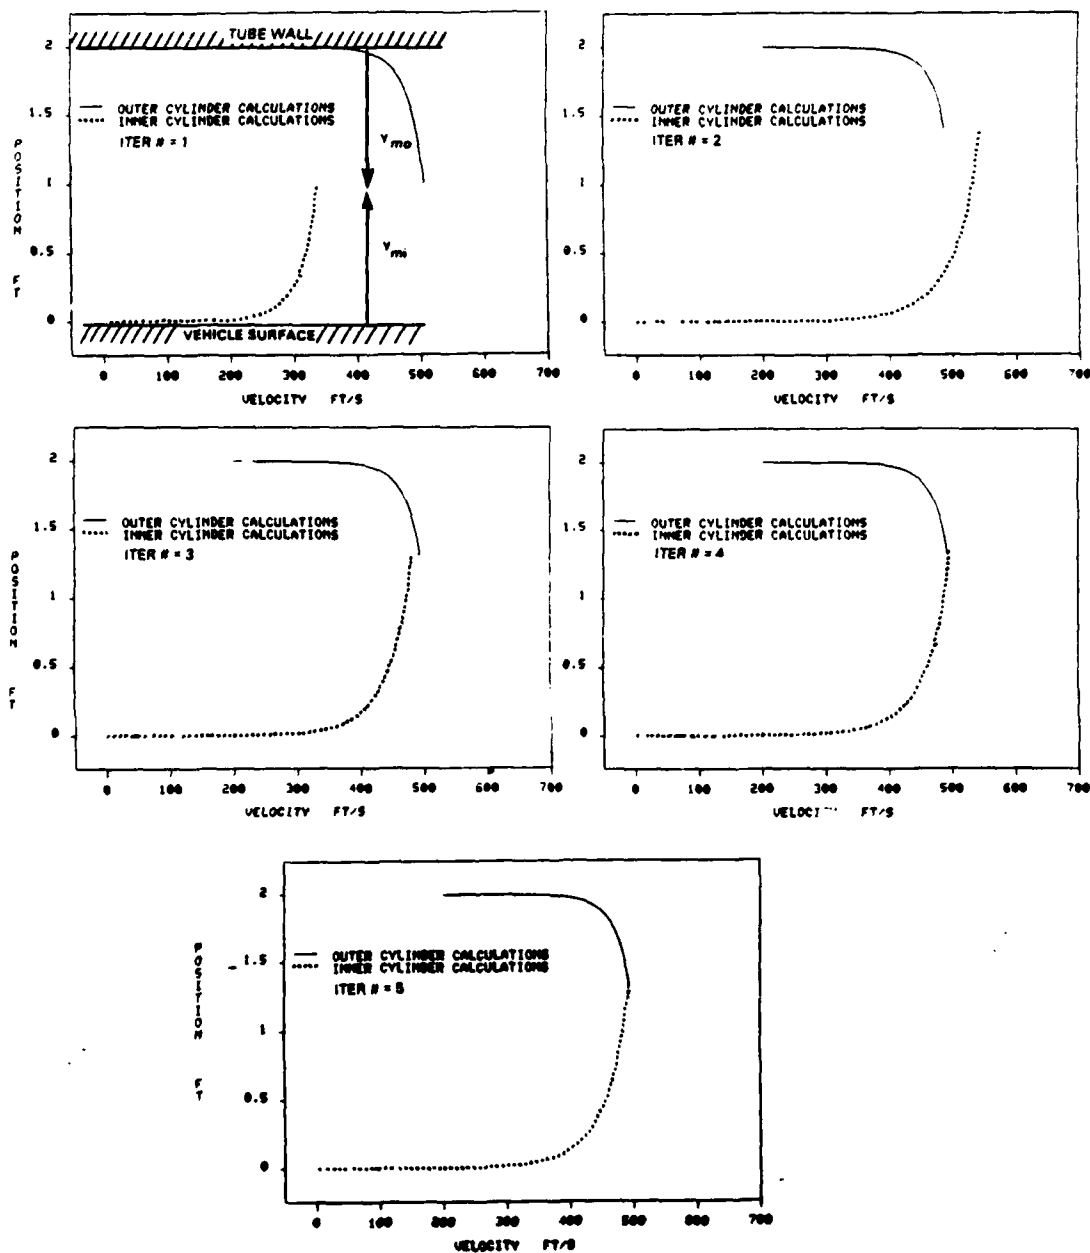 TUBE WALL
2
OUTER CYLINDER CALCULATIONS
INNER CYLINDER CALCULATIONS
ITER # = 1
1.5
1
0.5
0
POSITION FT
Y mo
Y mi
VEHICLE SURFACE
0 100 200 300 400 500 600 700
VELOCITY FT/S
2
OUTER CYLINDER CALCULATIONS
INNER CYLINDER CALCULATIONS
ITER # = 2
1.5
1
0.5
0
0 100 200 300 400 500 600 700
VELOCITY FT/S
2
OUTER CYLINDER CALCULATIONS
INNER CYLINDER CALCULATIONS
ITER # = 3
1.5
1
0.5
0
POSITION FT
0 100 200 300 400 500 600 700
VELOCITY FT/S
2
OUTER CYLINDER CALCULATIONS
INNER CYLINDER CALCULATIONS
ITER # = 4
1.5
1
0.5
0
0 100 200 300 400 500 600 700
FT/S
2
OUTER CYLINDER CALCULATIONS
INNER CYLINDER CALCULATIONS
ITER # = 5
1.5
1
0.5
0
POSITION FT
0 100 200 300 400 500 600 700
VELOCITY FT/S